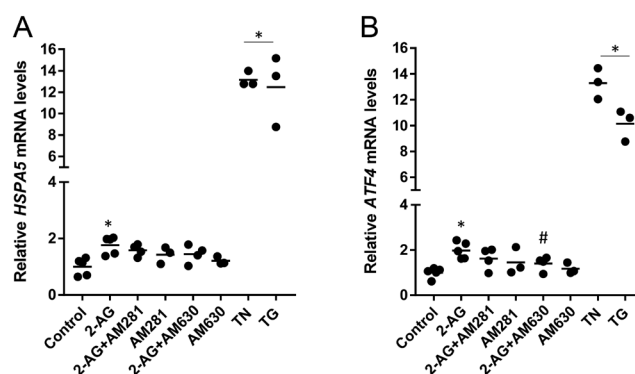 A
Relative HSPA5 mRNA levels
16
14
12
10
8
6
4
2
0
*
*
Control
2-AG
2-AG+AM281
AM281
2-AG+AM630
AM630
TN
TG
B
Relative ATF4 mRNA levels
16
14
12
10
8
6
4
2
0
*
#
*
Control
2-AG
2-AG+AM281
AM281
2-AG+AM630
AM630
TN
TG